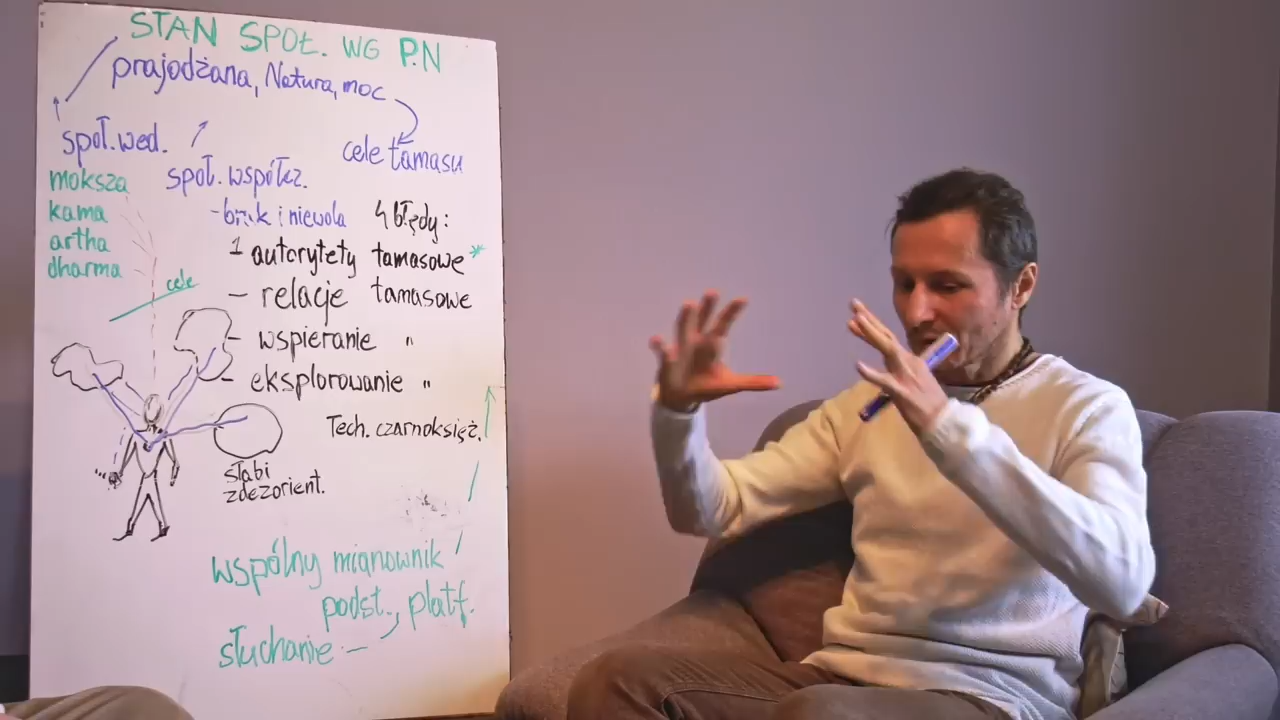 STAN SPOŁ. WG P.N
prajodżana, Natura, moc
społ. wed.
cele tamasu
moksza
kama
artha
dharma
społ. współcz.
- brak i niewola
4 błędy:
1 autorytety tamasowe *
- relacje tamasowe
- wspieranie "
- eksplorowanie "
cele
Tech. czarnoksięż.
słabi
zdezorient.
wspólny mianownik
podst., platf.
słuchanie -